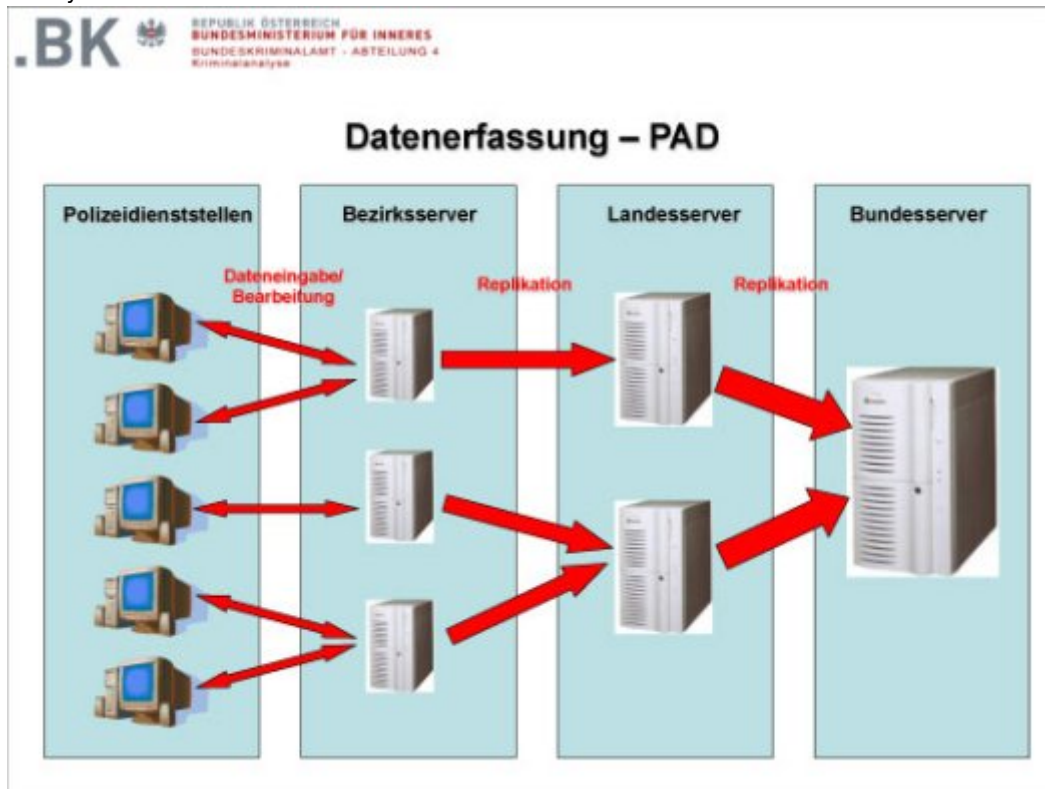 .BK
REPUBLIK ÖSTERREICH
BUNDESMINISTERIUM FÜR INNERES
BUNDESKRIMINALAMT - ABTEILUNG 4
Kriminalanalyse
Datenerfassung – PAD
Polizeidienststellen
Bezirksserver
Landesserver
Bundesserver
Dateneingabe/
Bearbeitung
Replikation
Replikation